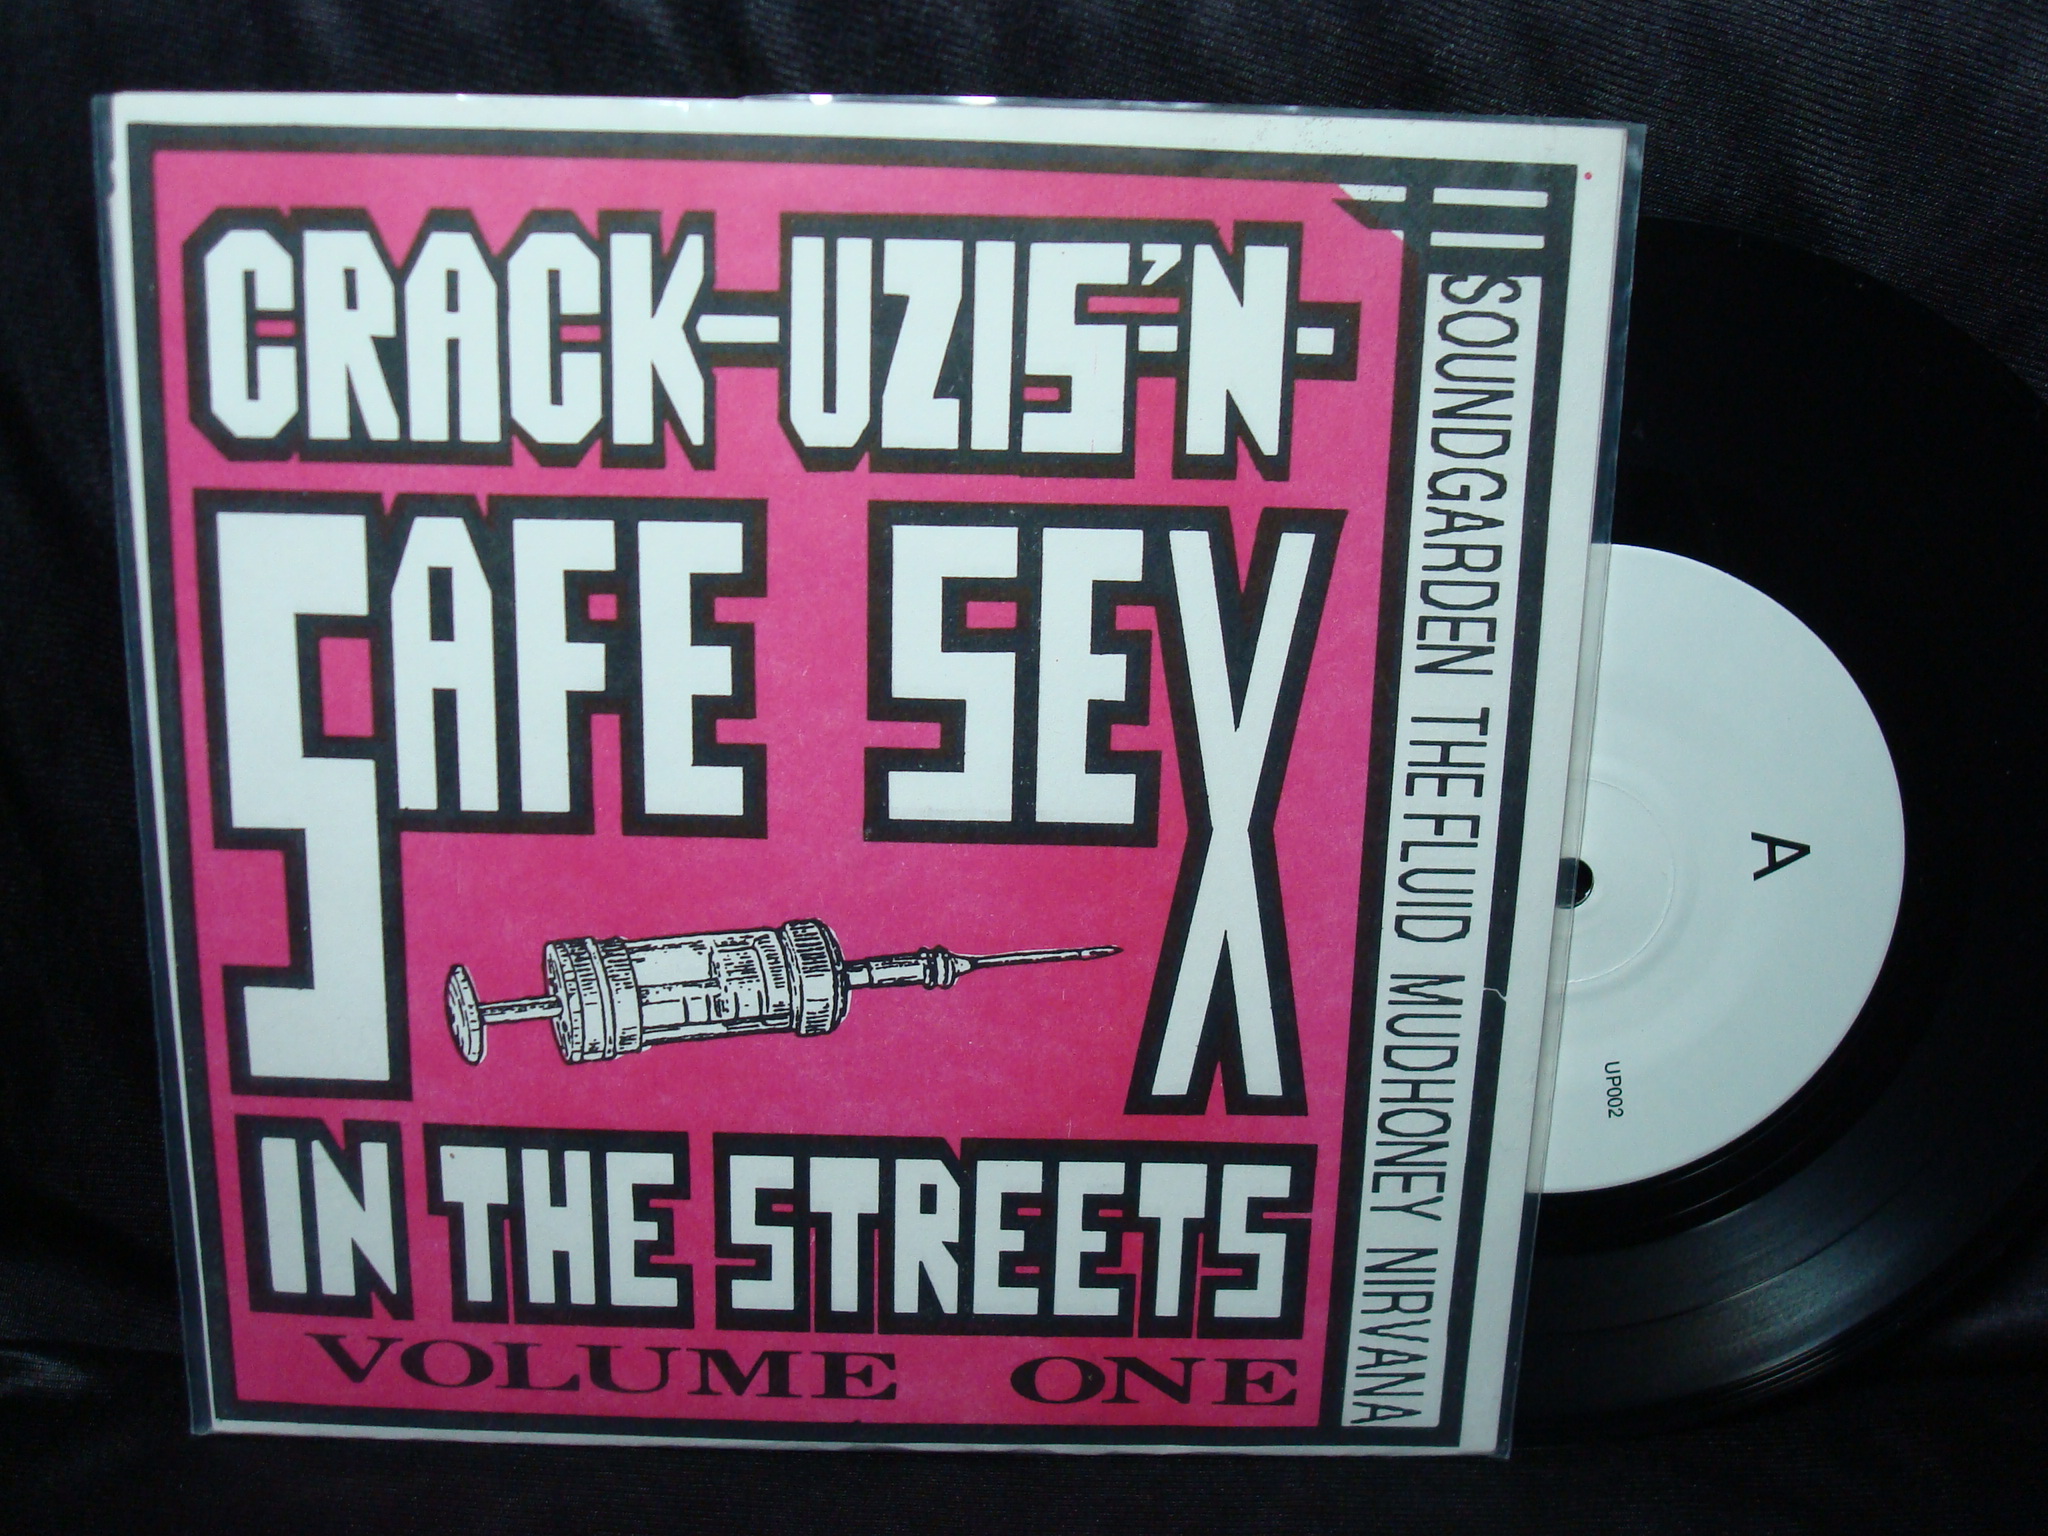 CRACK-UZIS'N-
SAFE SEX
IN THE STREETS
VOLUME ONE
SOUNDGARDEN THE FLUID MUDHONEY NIRVANA
A
UP002